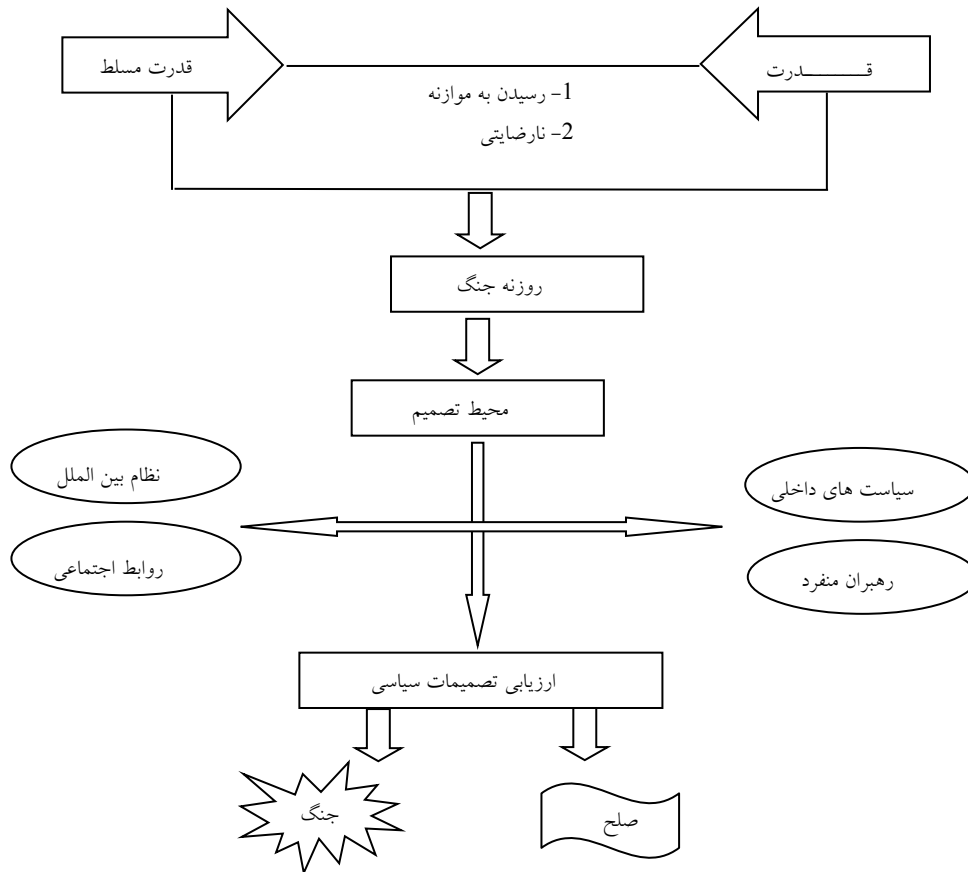 قـــــــــــدرت
قدرت مسلط
1- رسیدن به موازنه
2- نارضایتی
روزنه جنگ
محیط تصمیم
سیاست های داخلی
نظام بین الملل
رهبران منفرد
روابط اجتماعی
ارزیابی تصمیمات سیاسی
صلح
جنگ